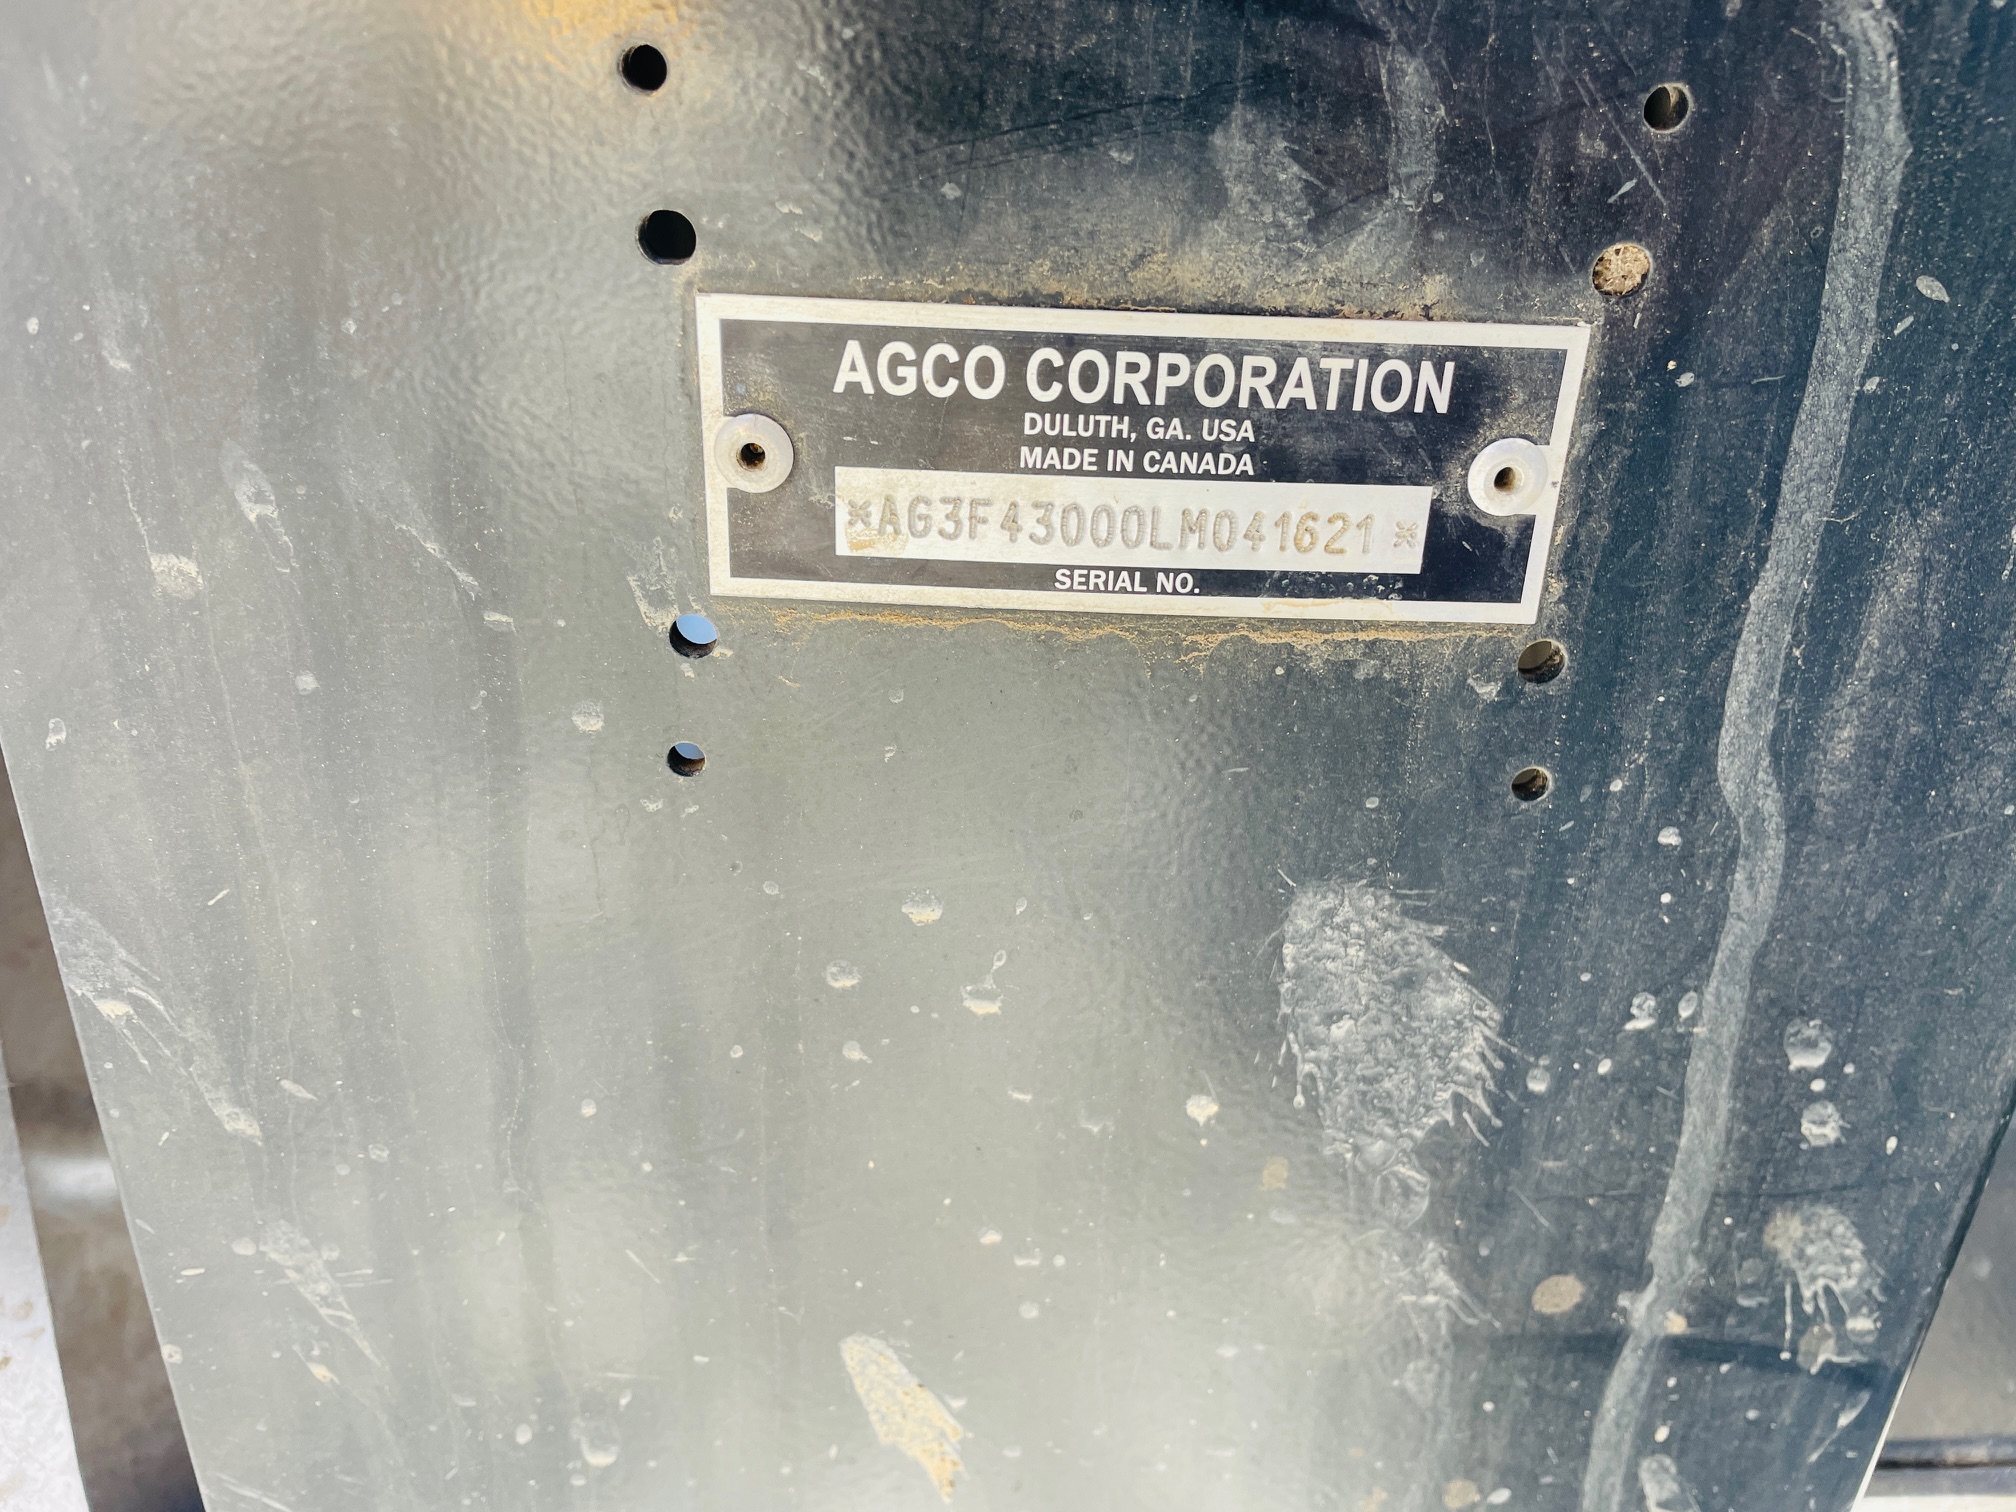 AGCO CORPORATION
DULUTH, GA. USA
MADE IN CANADA
*AG3F43000LM041621*
SERIAL NO.